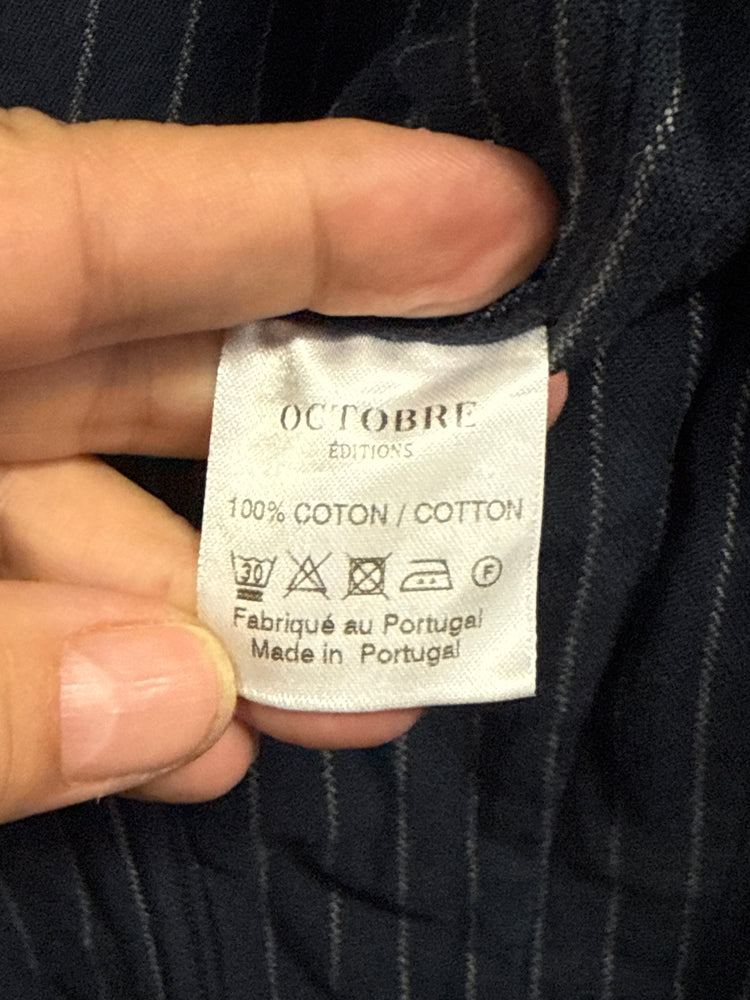 OCTOBRE
ÉDITIONS
100% COTON / COTTON
30 F
Fabriqué au Portugal
Made in Portugal